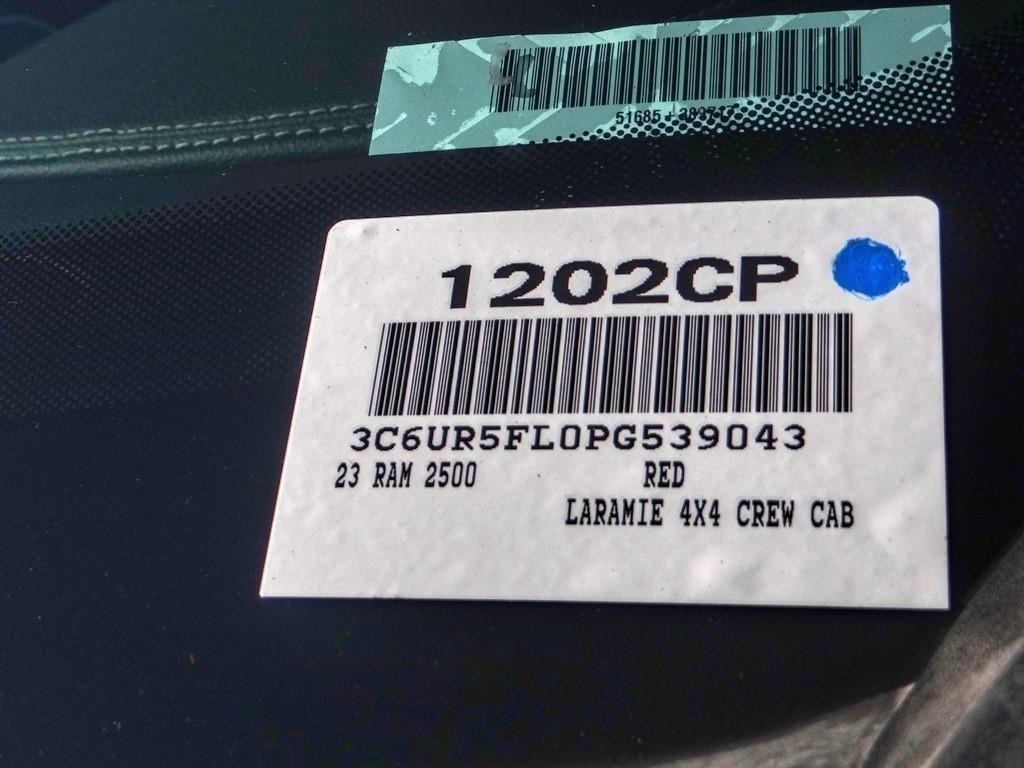 1202CP
3C6UR5FL0PG539043
23 RAM 2500 RED
LARAMIE 4X4 CREW CAB